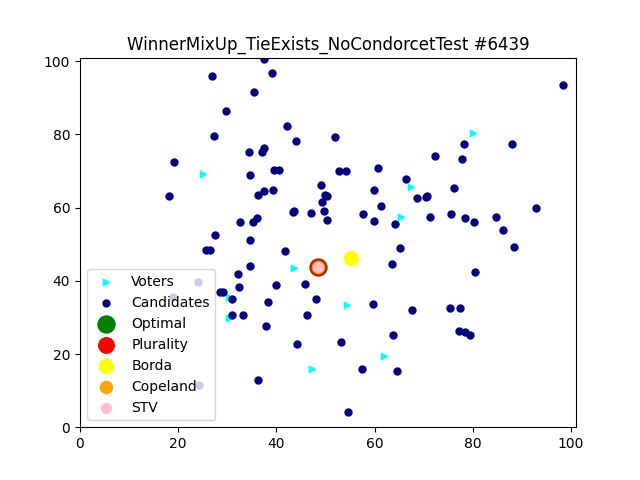 WinnerMixUp_TieExists_NoCondorcetTest #6439
100
80
60
40
20
0
Voters
Candidates
Optimal
Plurality
Borda
Copeland
STV
0 20 40 60 80 100